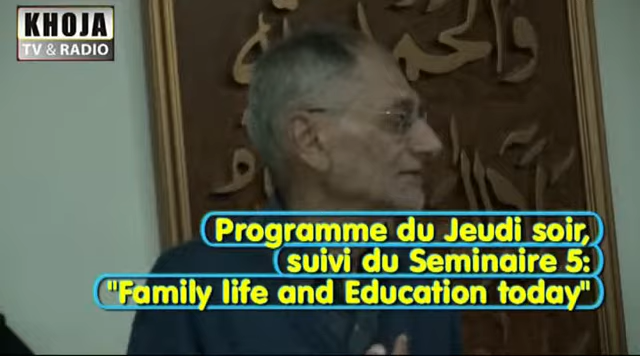 KHOJA
TV & RADIO
Programme du Jeudi soir,
suivi du Seminaire 5:
"Family life and Education today"